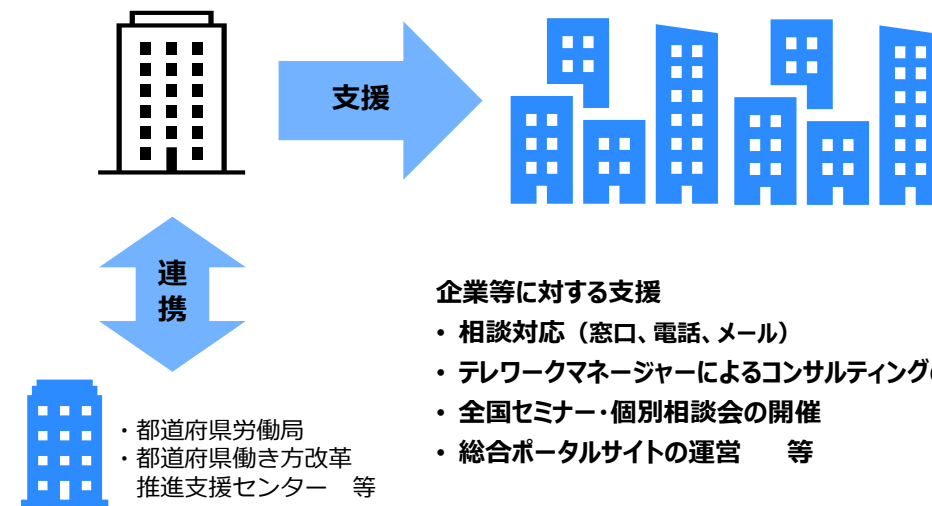 支援
連
携
企業等に対する支援
・ 相談対応（窓口、電話、メール）
・ テレワークマネージャーによるコンサルティング
・ 全国セミナー・個別相談会の開催
・ 総合ポータルサイトの運営　　等
・都道府県労働局
・都道府県働き方改革
推進支援センター　等